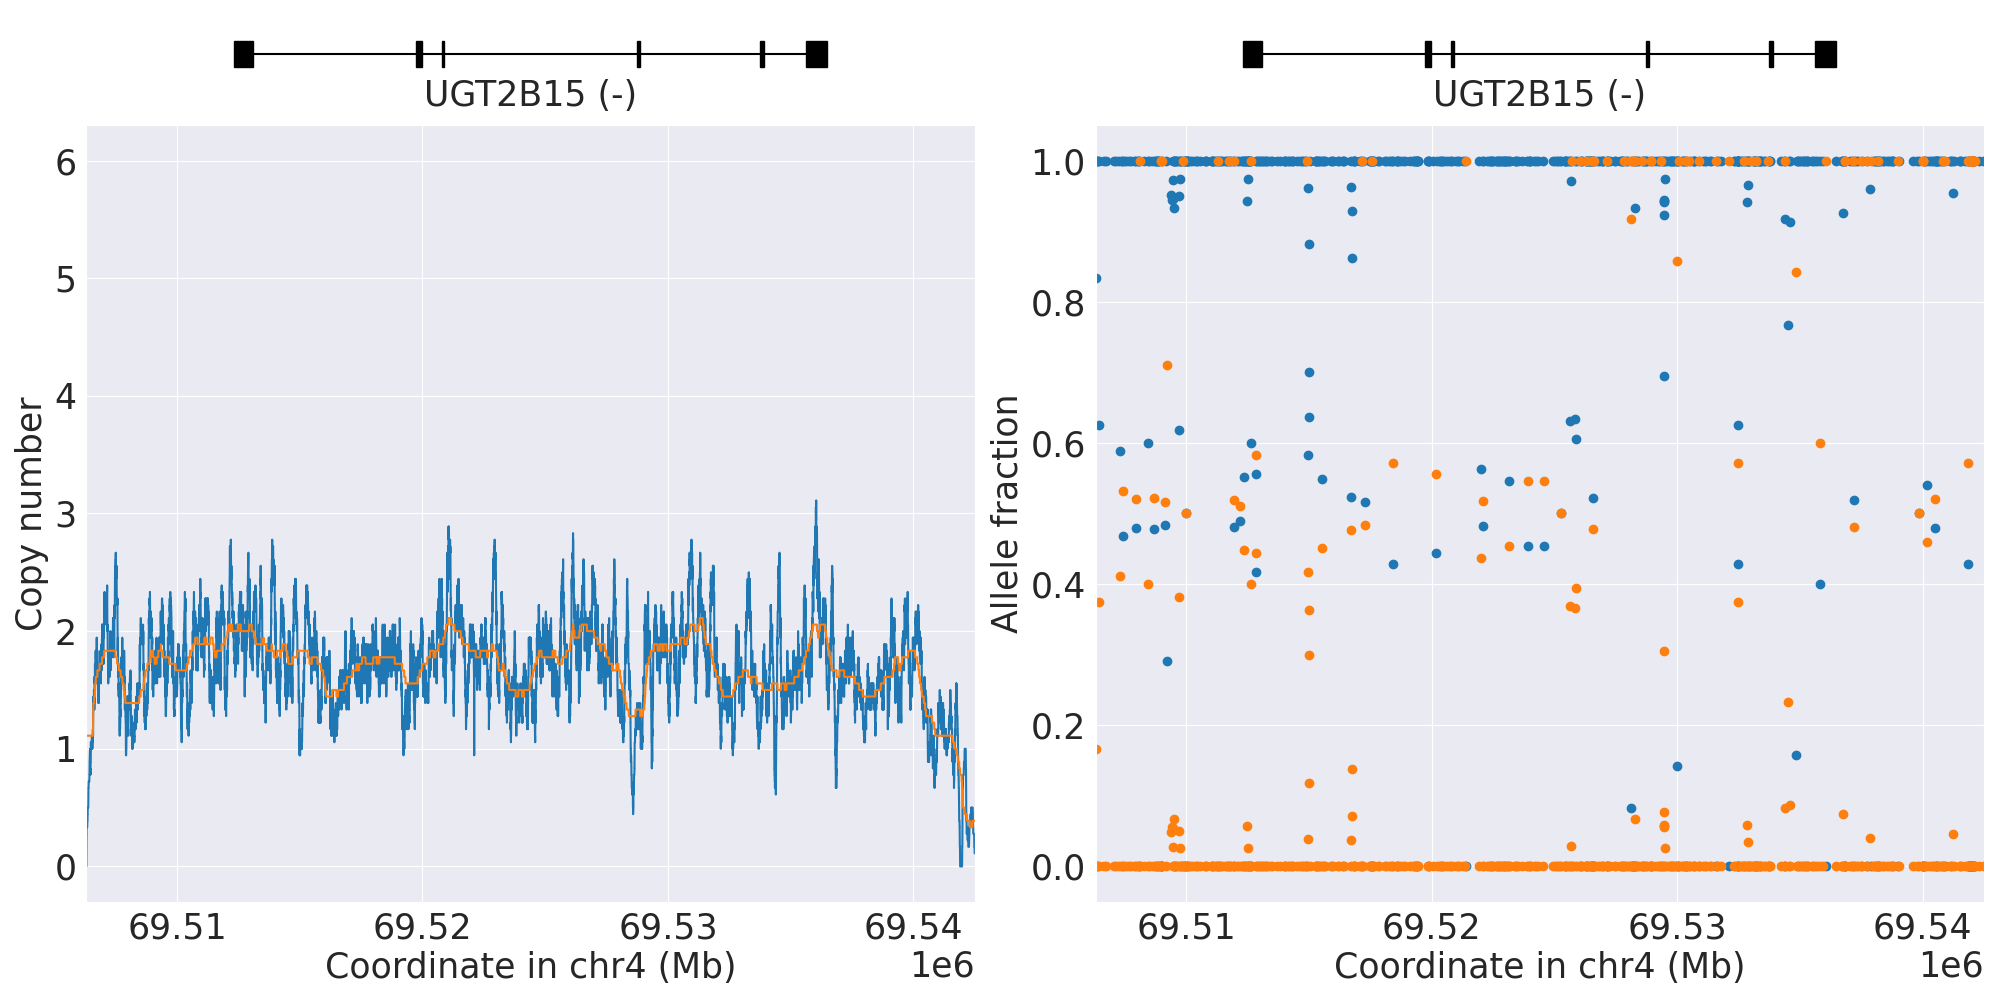 UGT2B15 (-)
UGT2B15 (-)
Copy number
6
5
4
3
2
1
0
69.51
69.52
69.53
69.54
Coordinate in chr4 (Mb)
1e6
Allele fraction
1.0
0.8
0.6
0.4
0.2
0.0
69.51
69.52
69.53
69.54
Coordinate in chr4 (Mb)
1e6